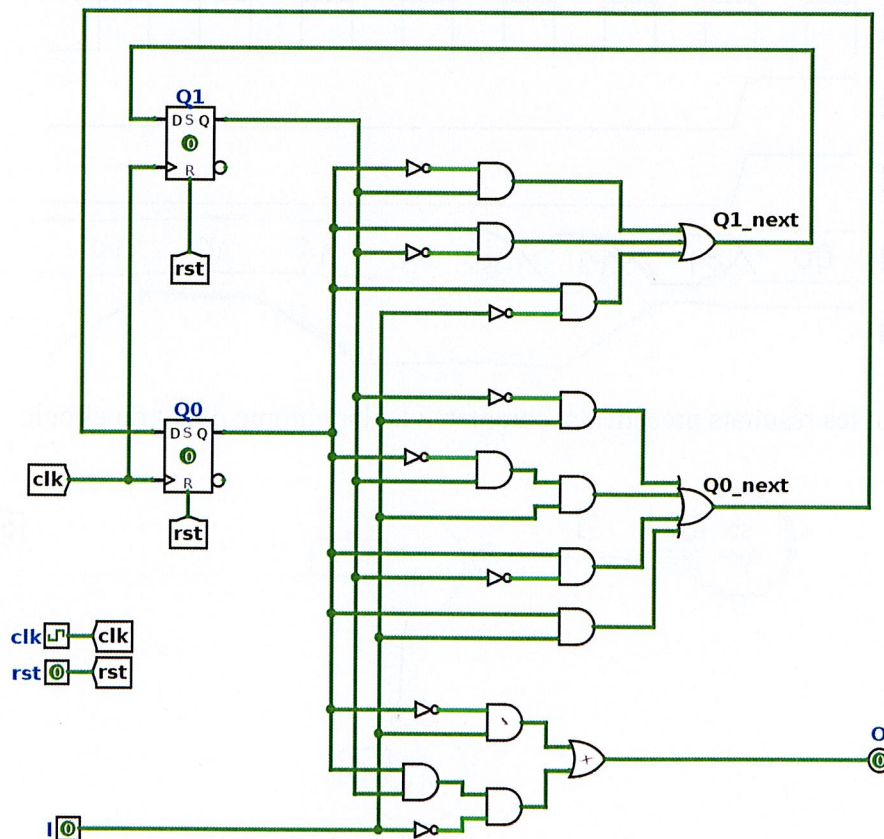 Q1
D S Q
0
R
rst
Q1_next
Q0
D S Q
0
R
clk
rst
Q0_next
clk clk
rst 0 rst
O
0
I 0